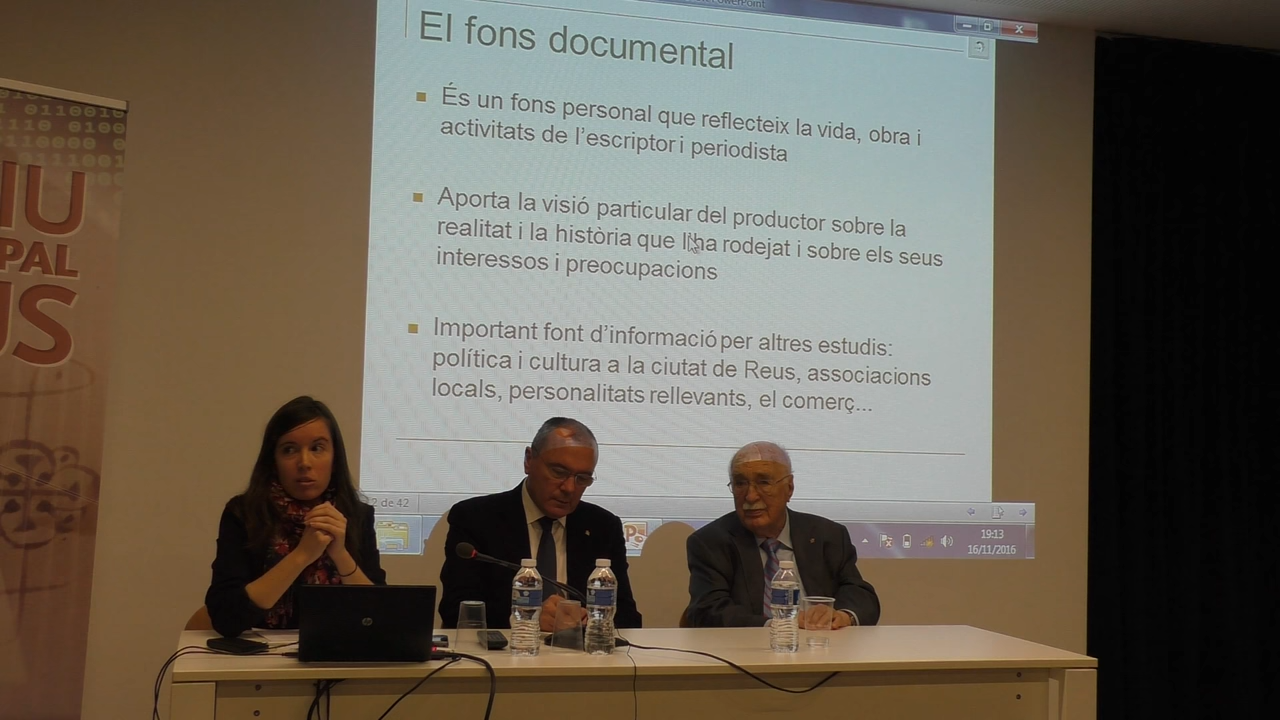 El fons documental
És un fons personal que reflecteix la vida, obra i
activitats de l'escriptor i periodista
Aporta la visió particular del productor sobre la
realitat i la història que l'ha rodejat i sobre els seus
interessos i preocupacions
Important font d'informació per altres estudis:
política i cultura a la ciutat de Reus, associacions
locals, personalitats rellevants, el comerç...
2 de 42
19:13
16/11/2016
IU
PAL
US
hp